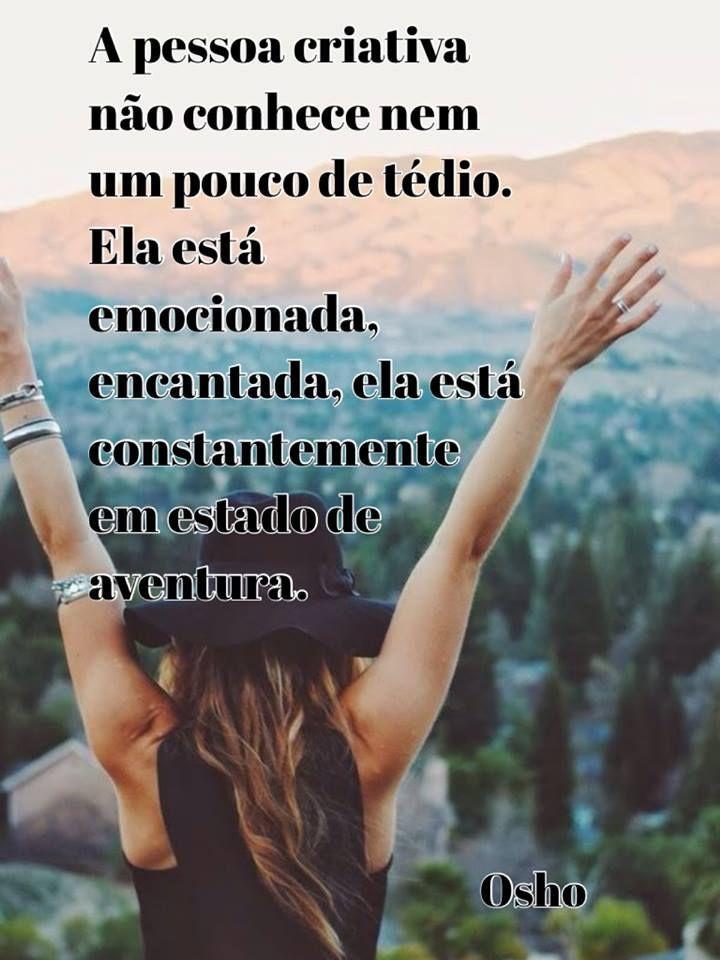 A pessoa criativa
não conhece nem
um pouco de tédio.
Ela está
emocionada,
encantada, ela está
constantemente
em estado de
aventura.
Osho